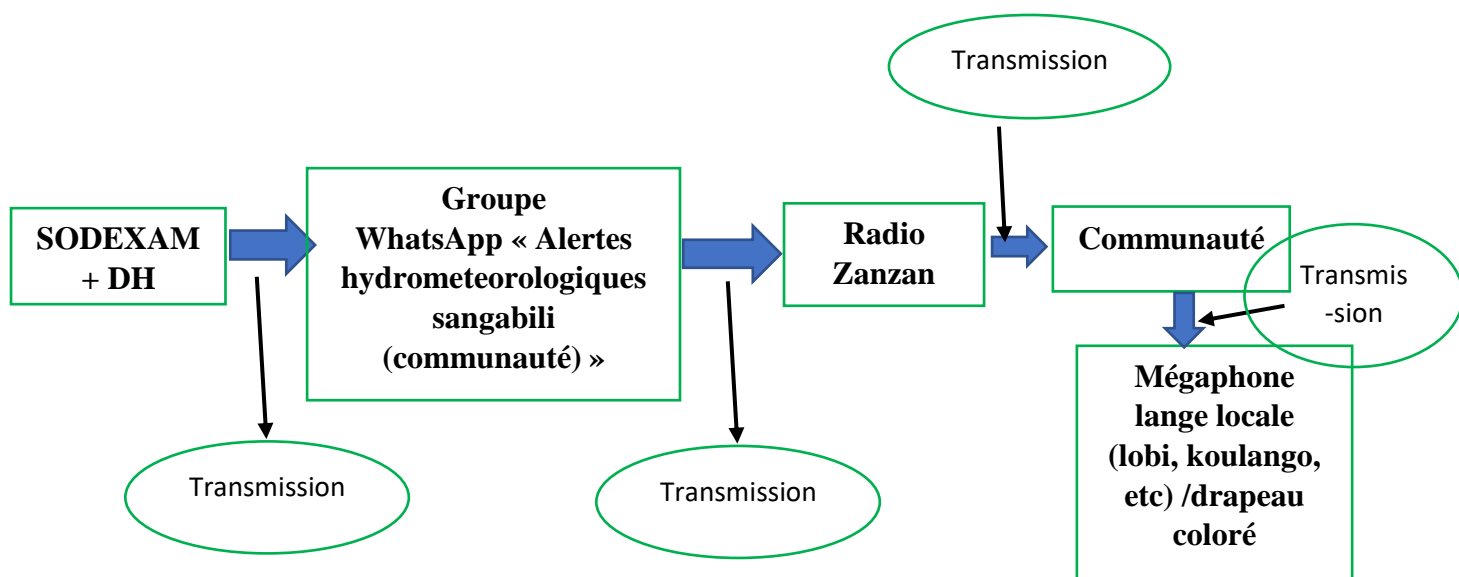 Transmission
SODEXAM
+ DH
Groupe
WhatsApp « Alertes
hydrometeorologiques
sangabili
(communauté) »
Radio
Zanzan
Communauté
Transmis
-sion
Mégaphone
lange locale
(lobi, koulango,
etc) /drapeau
coloré
Transmission
Transmission